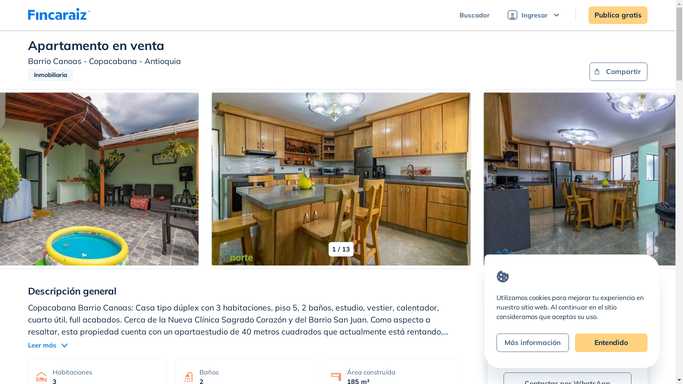 Fincaraiz
Buscador
Ingresar
Publica gratis
Apartamento en venta
Barrio Canoas - Copacabana - Antioquia
Inmobiliaria
Compartir
norte
1 / 13
Descripción general
Copacabana Barrio Canoas: Casa tipo dúplex con 3 habitaciones, piso 5, 2 baños, estudio, vestier, calentador,
cuarto útil, full acabados. Cerca de la Nueva Clínica Sagrado Corazón y del Barrio San Juan. Como aspecto a
resaltar, esta propiedad cuenta con un apartaestudio de 40 metros cuadrados que actualmente está rentando,...
Leer más
Habitaciones
3
Baños
2
Área construida
185 m²
Utilizamos cookies para mejorar tu experiencia en
nuestro sitio web. Al continuar en el sitio
consideramos que aceptas su uso.
Más información
Entendido
Contactar por WhatsApp